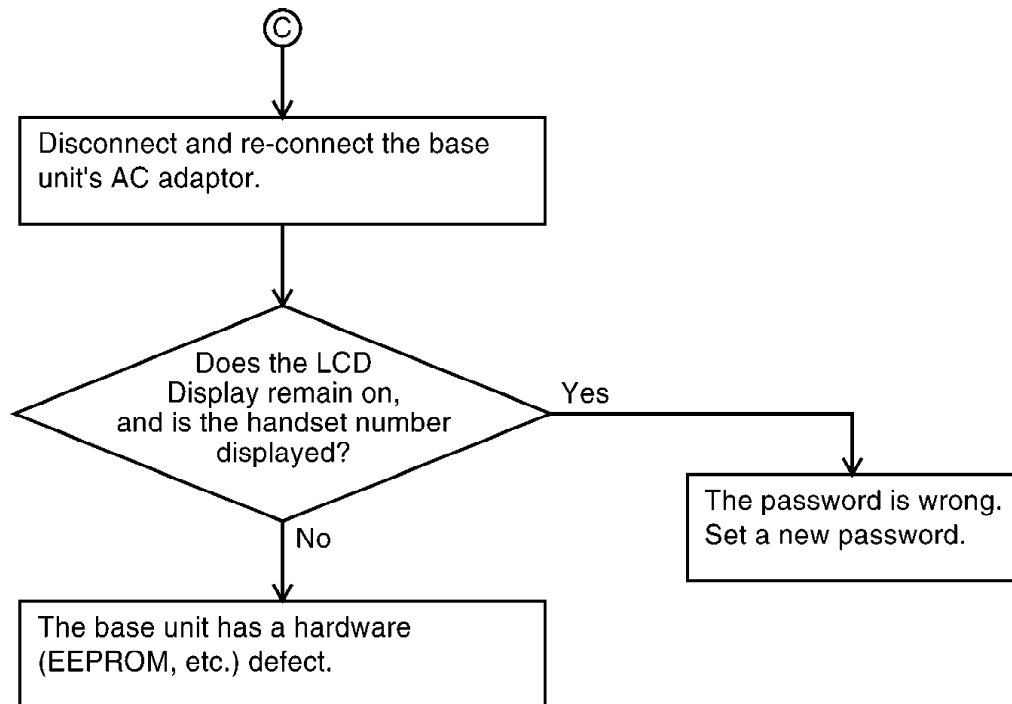 C
Disconnect and re-connect the base
unit's AC adaptor.
Does the LCD
Display remain on,
and is the handset number
displayed?
Yes
The password is wrong.
Set a new password.
No
The base unit has a hardware
(EEPROM, etc.) defect.